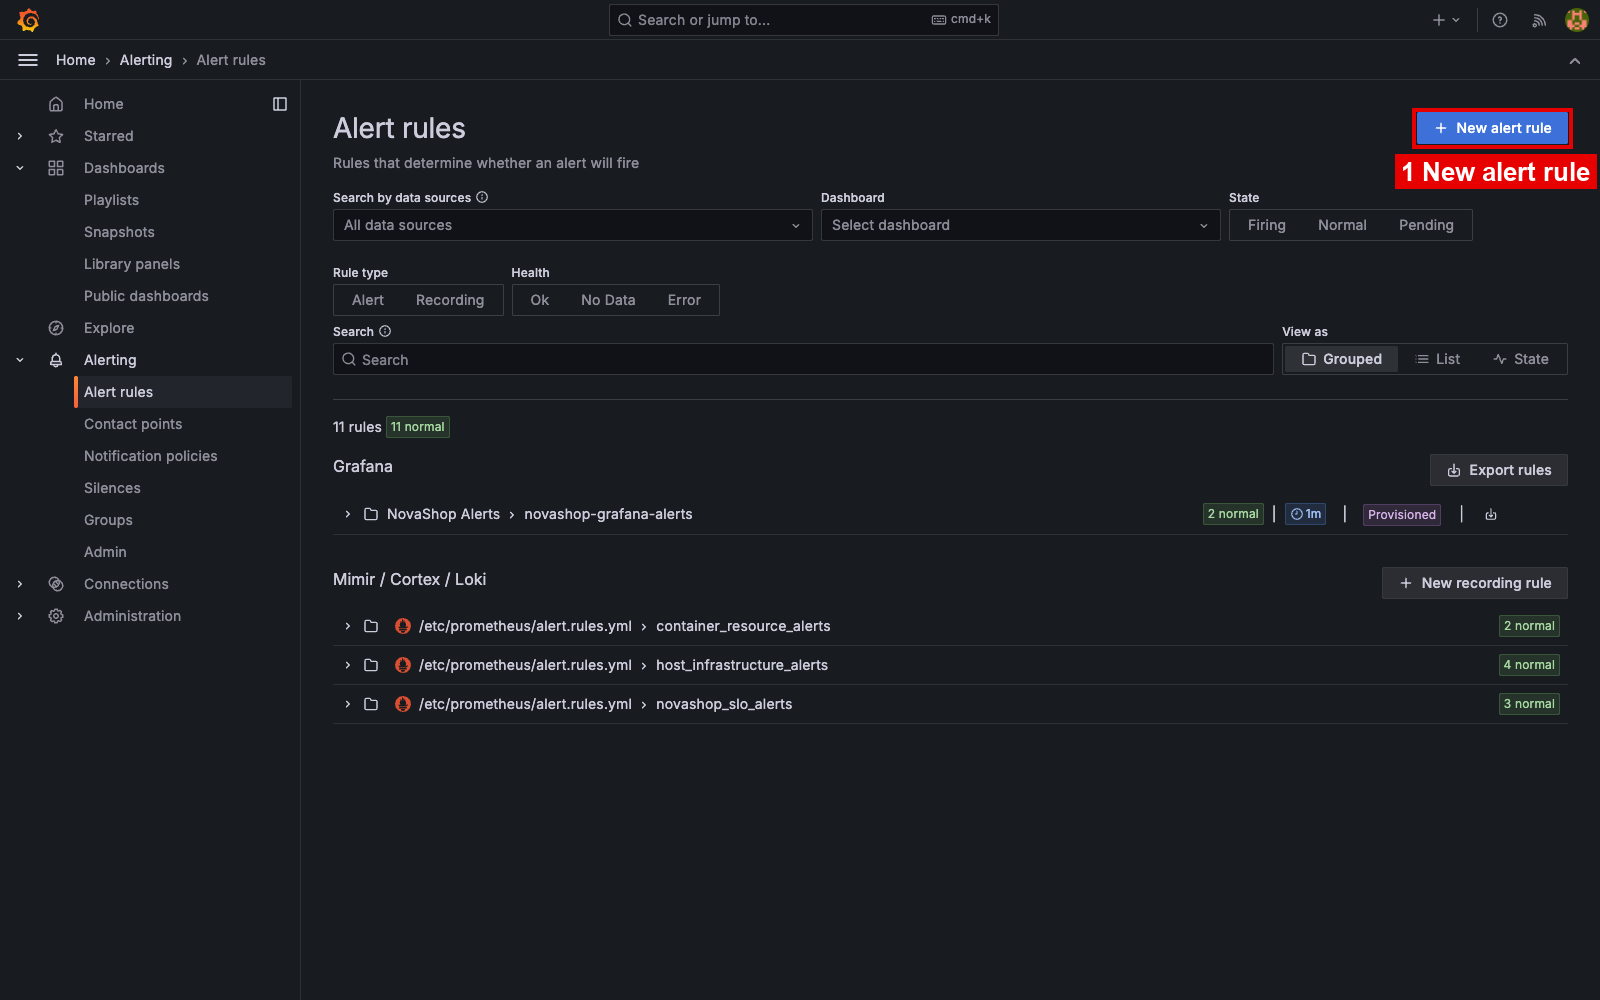 Search or jump to...
cmd+k
Home › Alerting › Alert rules
Home
Starred
Dashboards
Playlists
Snapshots
Library panels
Public dashboards
Explore
Alerting
Alert rules
Contact points
Notification policies
Silences
Groups
Admin
Connections
Administration
Alert rules
New alert rule
1 New alert rule
Rules that determine whether an alert will fire
Search by data sources
Dashboard
State
All data sources
Select dashboard
Firing Normal Pending
Rule type
Health
Alert Recording
Ok No Data Error
Search
View as
Search
Grouped List State
11 rules 11 normal
Grafana
Export rules
NovaShop Alerts › novashop-grafana-alerts
2 normal | 1m | Provisioned |
Mimir / Cortex / Loki
New recording rule
/etc/prometheus/alert.rules.yml › container_resource_alerts
2 normal
/etc/prometheus/alert.rules.yml › host_infrastructure_alerts
4 normal
/etc/prometheus/alert.rules.yml › novashop_slo_alerts
3 normal